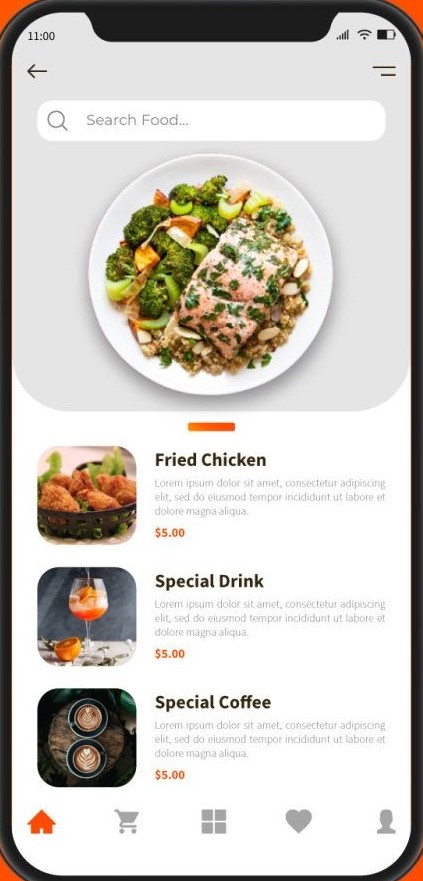 11:00
Search Food...
Fried Chicken
Lorem ipsum dolor sit amet, consectetur adipiscing
elit, sed do eiusmod tempor incididunt ut labore et
dolore magna aliqua.
$5.00
Special Drink
Lorem ipsum dolor sit amet, consectetur adipiscing
elit, sed do eiusmod tempor incididunt ut labore et
dolore magna aliqua.
$5.00
Special Coffee
Lorem ipsum dolor sit amet, consectetur adipiscing
elit, sed do eiusmod tempor incididunt ut labore et
dolore magna aliqua.
$5.00